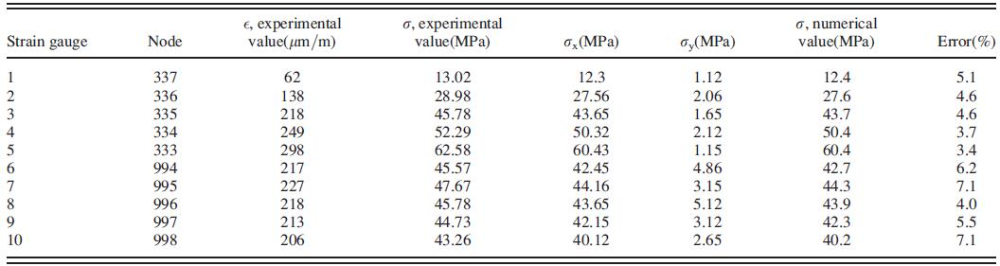 Strain gauge Node ϵ, experimental value(μm/m) σ, experimental value(MPa) σx(MPa) σy(MPa) σ, numerical value(MPa) Error(%)
1 337 62 13.02 12.3 1.12 12.4 5.1
2 336 138 28.98 27.56 2.06 27.6 4.6
3 335 218 45.78 43.65 1.65 43.7 4.6
4 334 249 52.29 50.32 2.12 50.4 3.7
5 333 298 62.58 60.43 1.15 60.4 3.4
6 994 217 45.57 42.45 4.86 42.7 6.2
7 995 227 47.67 44.16 3.15 44.3 7.1
8 996 218 45.78 43.65 5.12 43.9 4.0
9 997 213 44.73 42.15 3.12 42.3 5.5
10 998 206 43.26 40.12 2.65 40.2 7.1